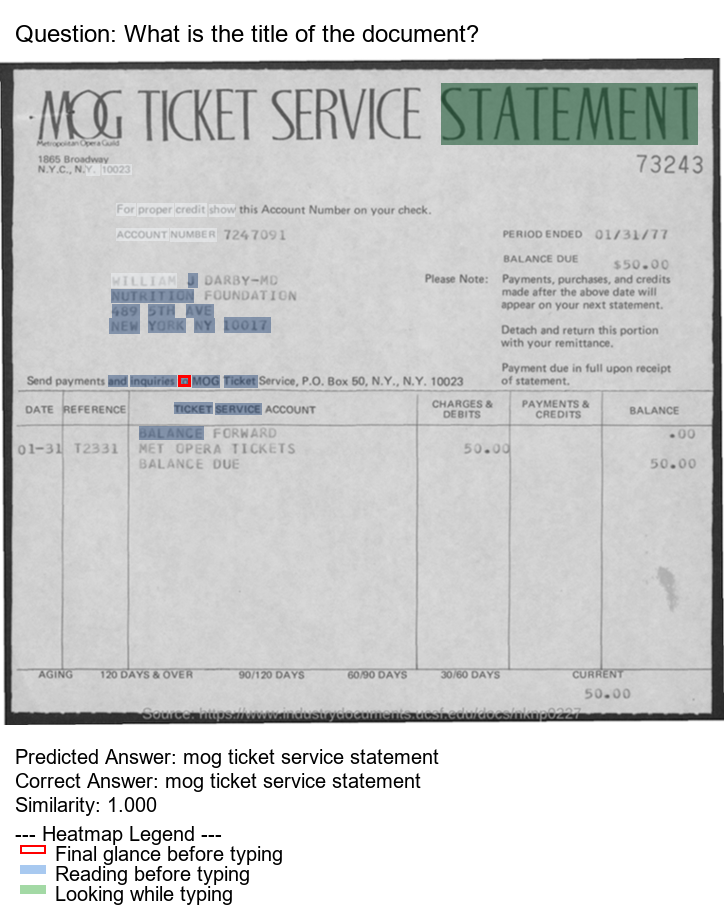 Question: What is the title of the document?
MOG TICKET SERVICE STATEMENT
Metropolitan Opera Guild
1865 Broadway
N.Y.C., N.Y. 10023
73243
For proper credit show this Account Number on your check.
ACCOUNT NUMBER 7247091
PERIOD ENDED 01/31/77
BALANCE DUE $50.00
WILLIAM J DARBY-MD
NUTRITION FOUNDATION
489 5TH AVE
NEW YORK NY 10017
Please Note: Payments, purchases, and credits
made after the above date will
appear on your next statement.
Detach and return this portion
with your remittance.
Payment due in full upon receipt
of statement.
Send payments and inquiries MOG Ticket Service, P.O. Box 50, N.Y., N.Y. 10023
DATE REFERENCE TICKET SERVICE ACCOUNT CHARGES & DEBITS PAYMENTS & CREDITS BALANCE
BALANCE FORWARD .00
01-31 T2331 MET OPERA TICKETS 50.00
BALANCE DUE 50.00
AGING 120 DAYS & OVER 90/120 DAYS 60/90 DAYS 30/60 DAYS CURRENT
50.00
Source: https://www.industrydocuments.ucsf.edu/docs/nknp0227
Predicted Answer: mog ticket service statement
Correct Answer: mog ticket service statement
Similarity: 1.000
--- Heatmap Legend ---
Final glance before typing
Reading before typing
Looking while typing